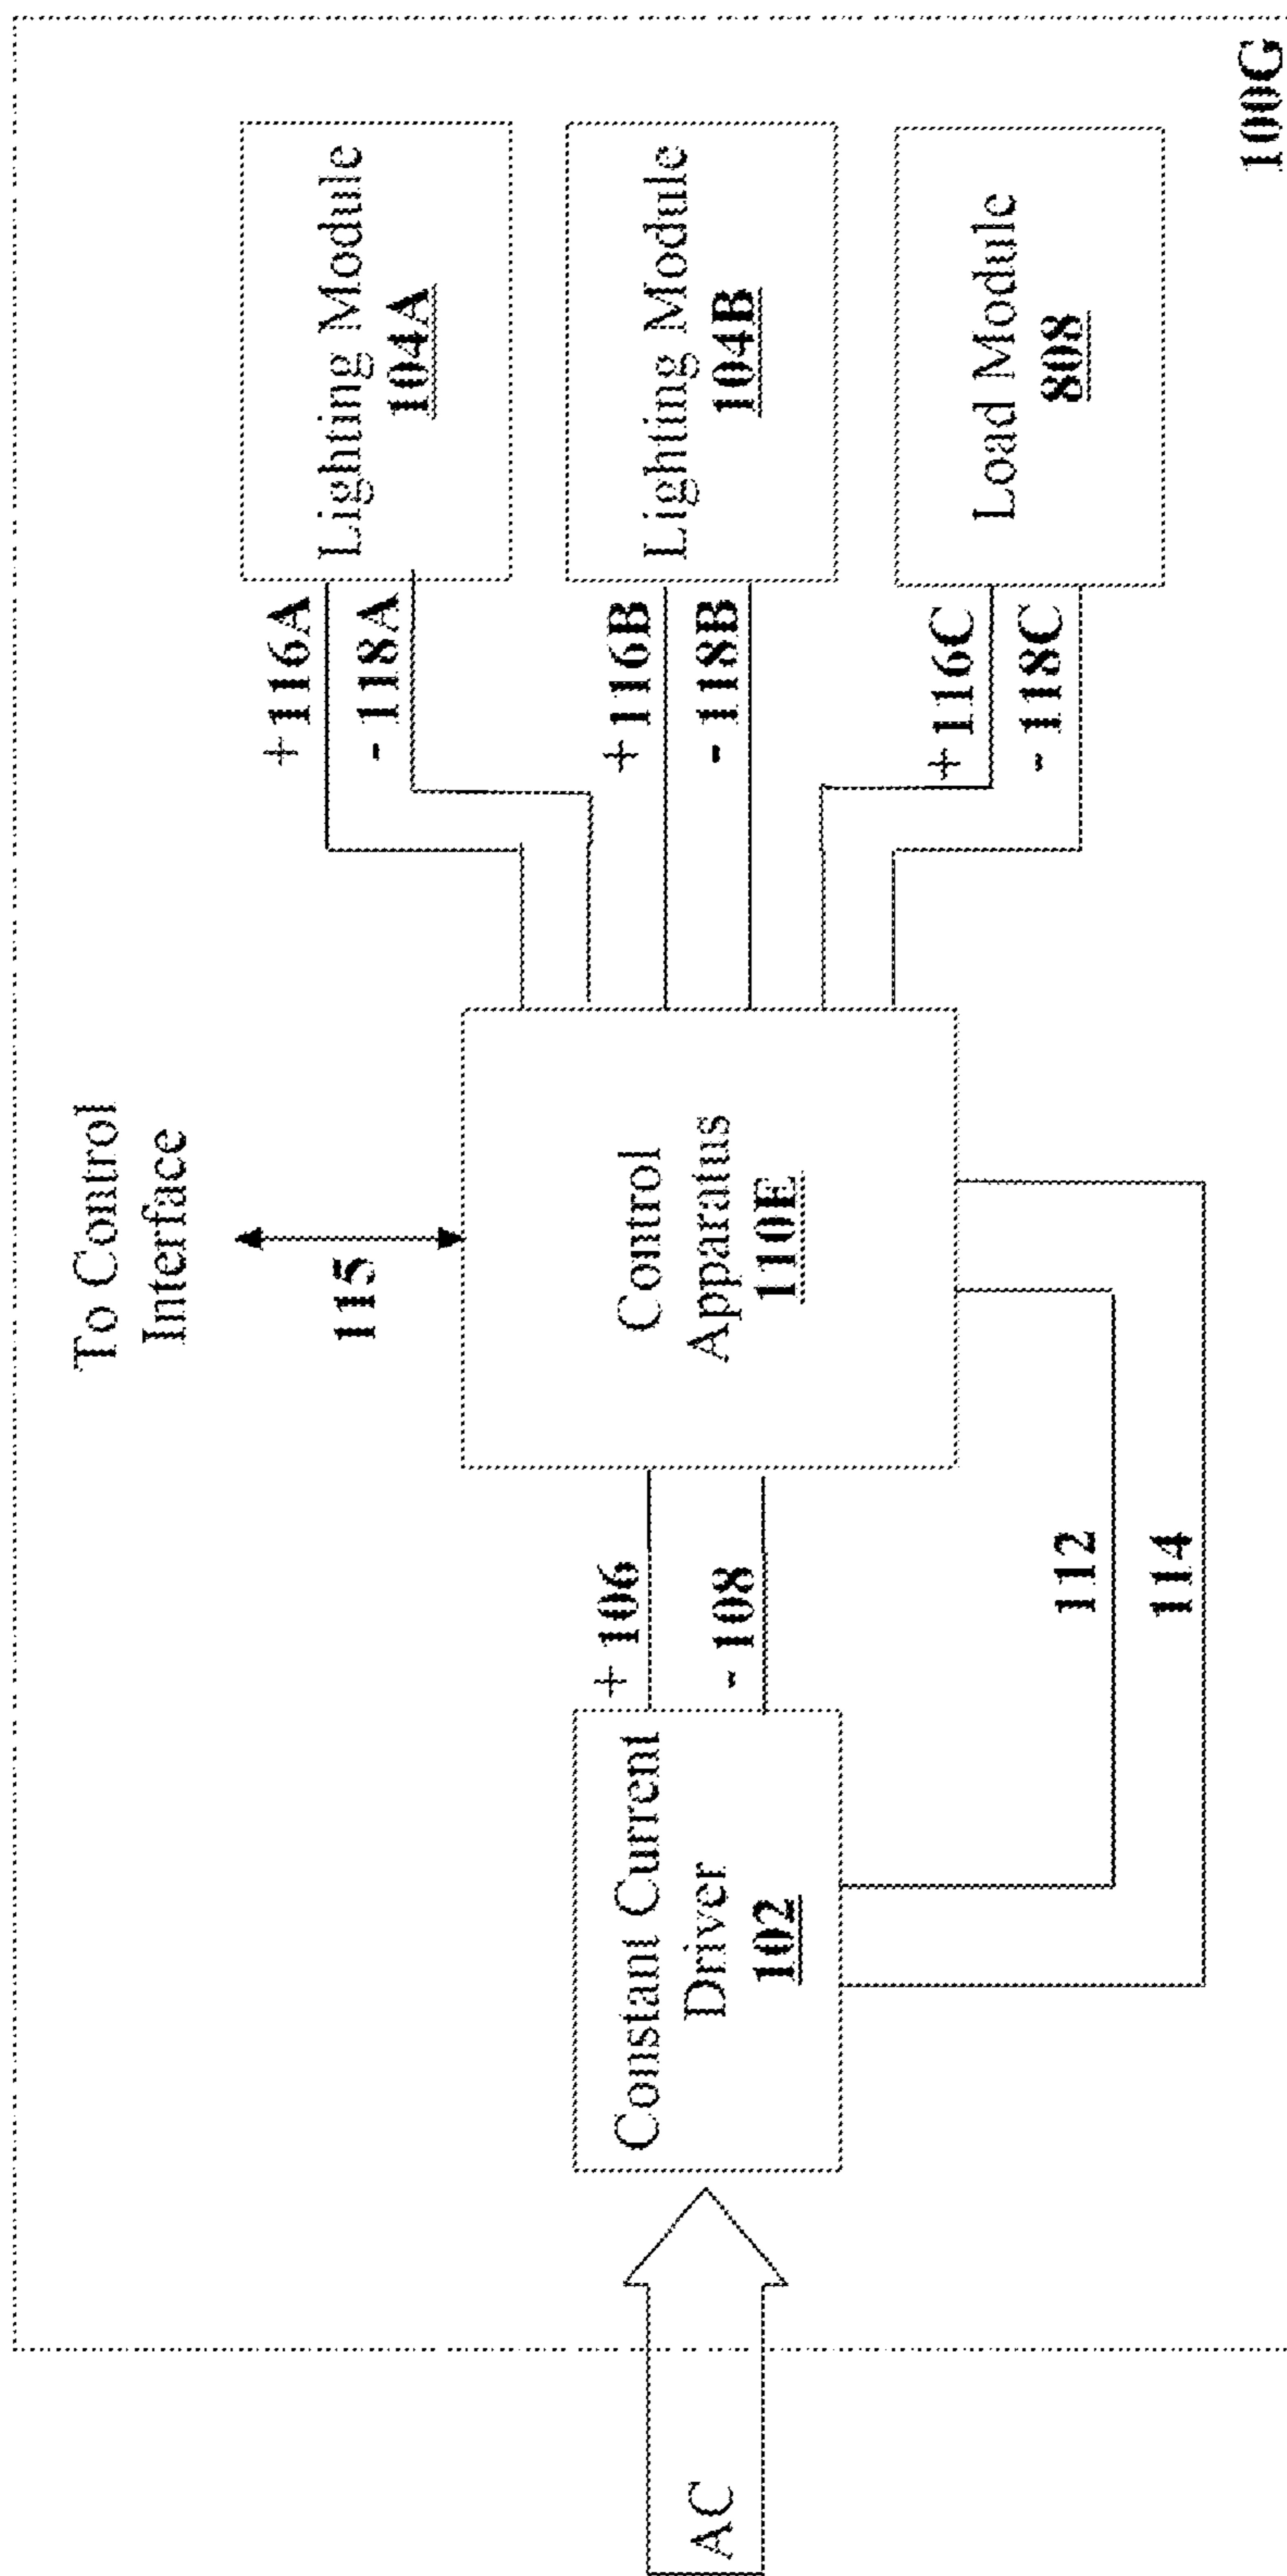 To Control
Interface
115
AC
Constant Current
Driver
102
+ 106
- 108
112
114
Control
Apparatus
110E
+116A
-118A
+116B
-118B
+116C
-118C
Lighting Module
104A
Lighting Module
104B
Load Module
808
100G